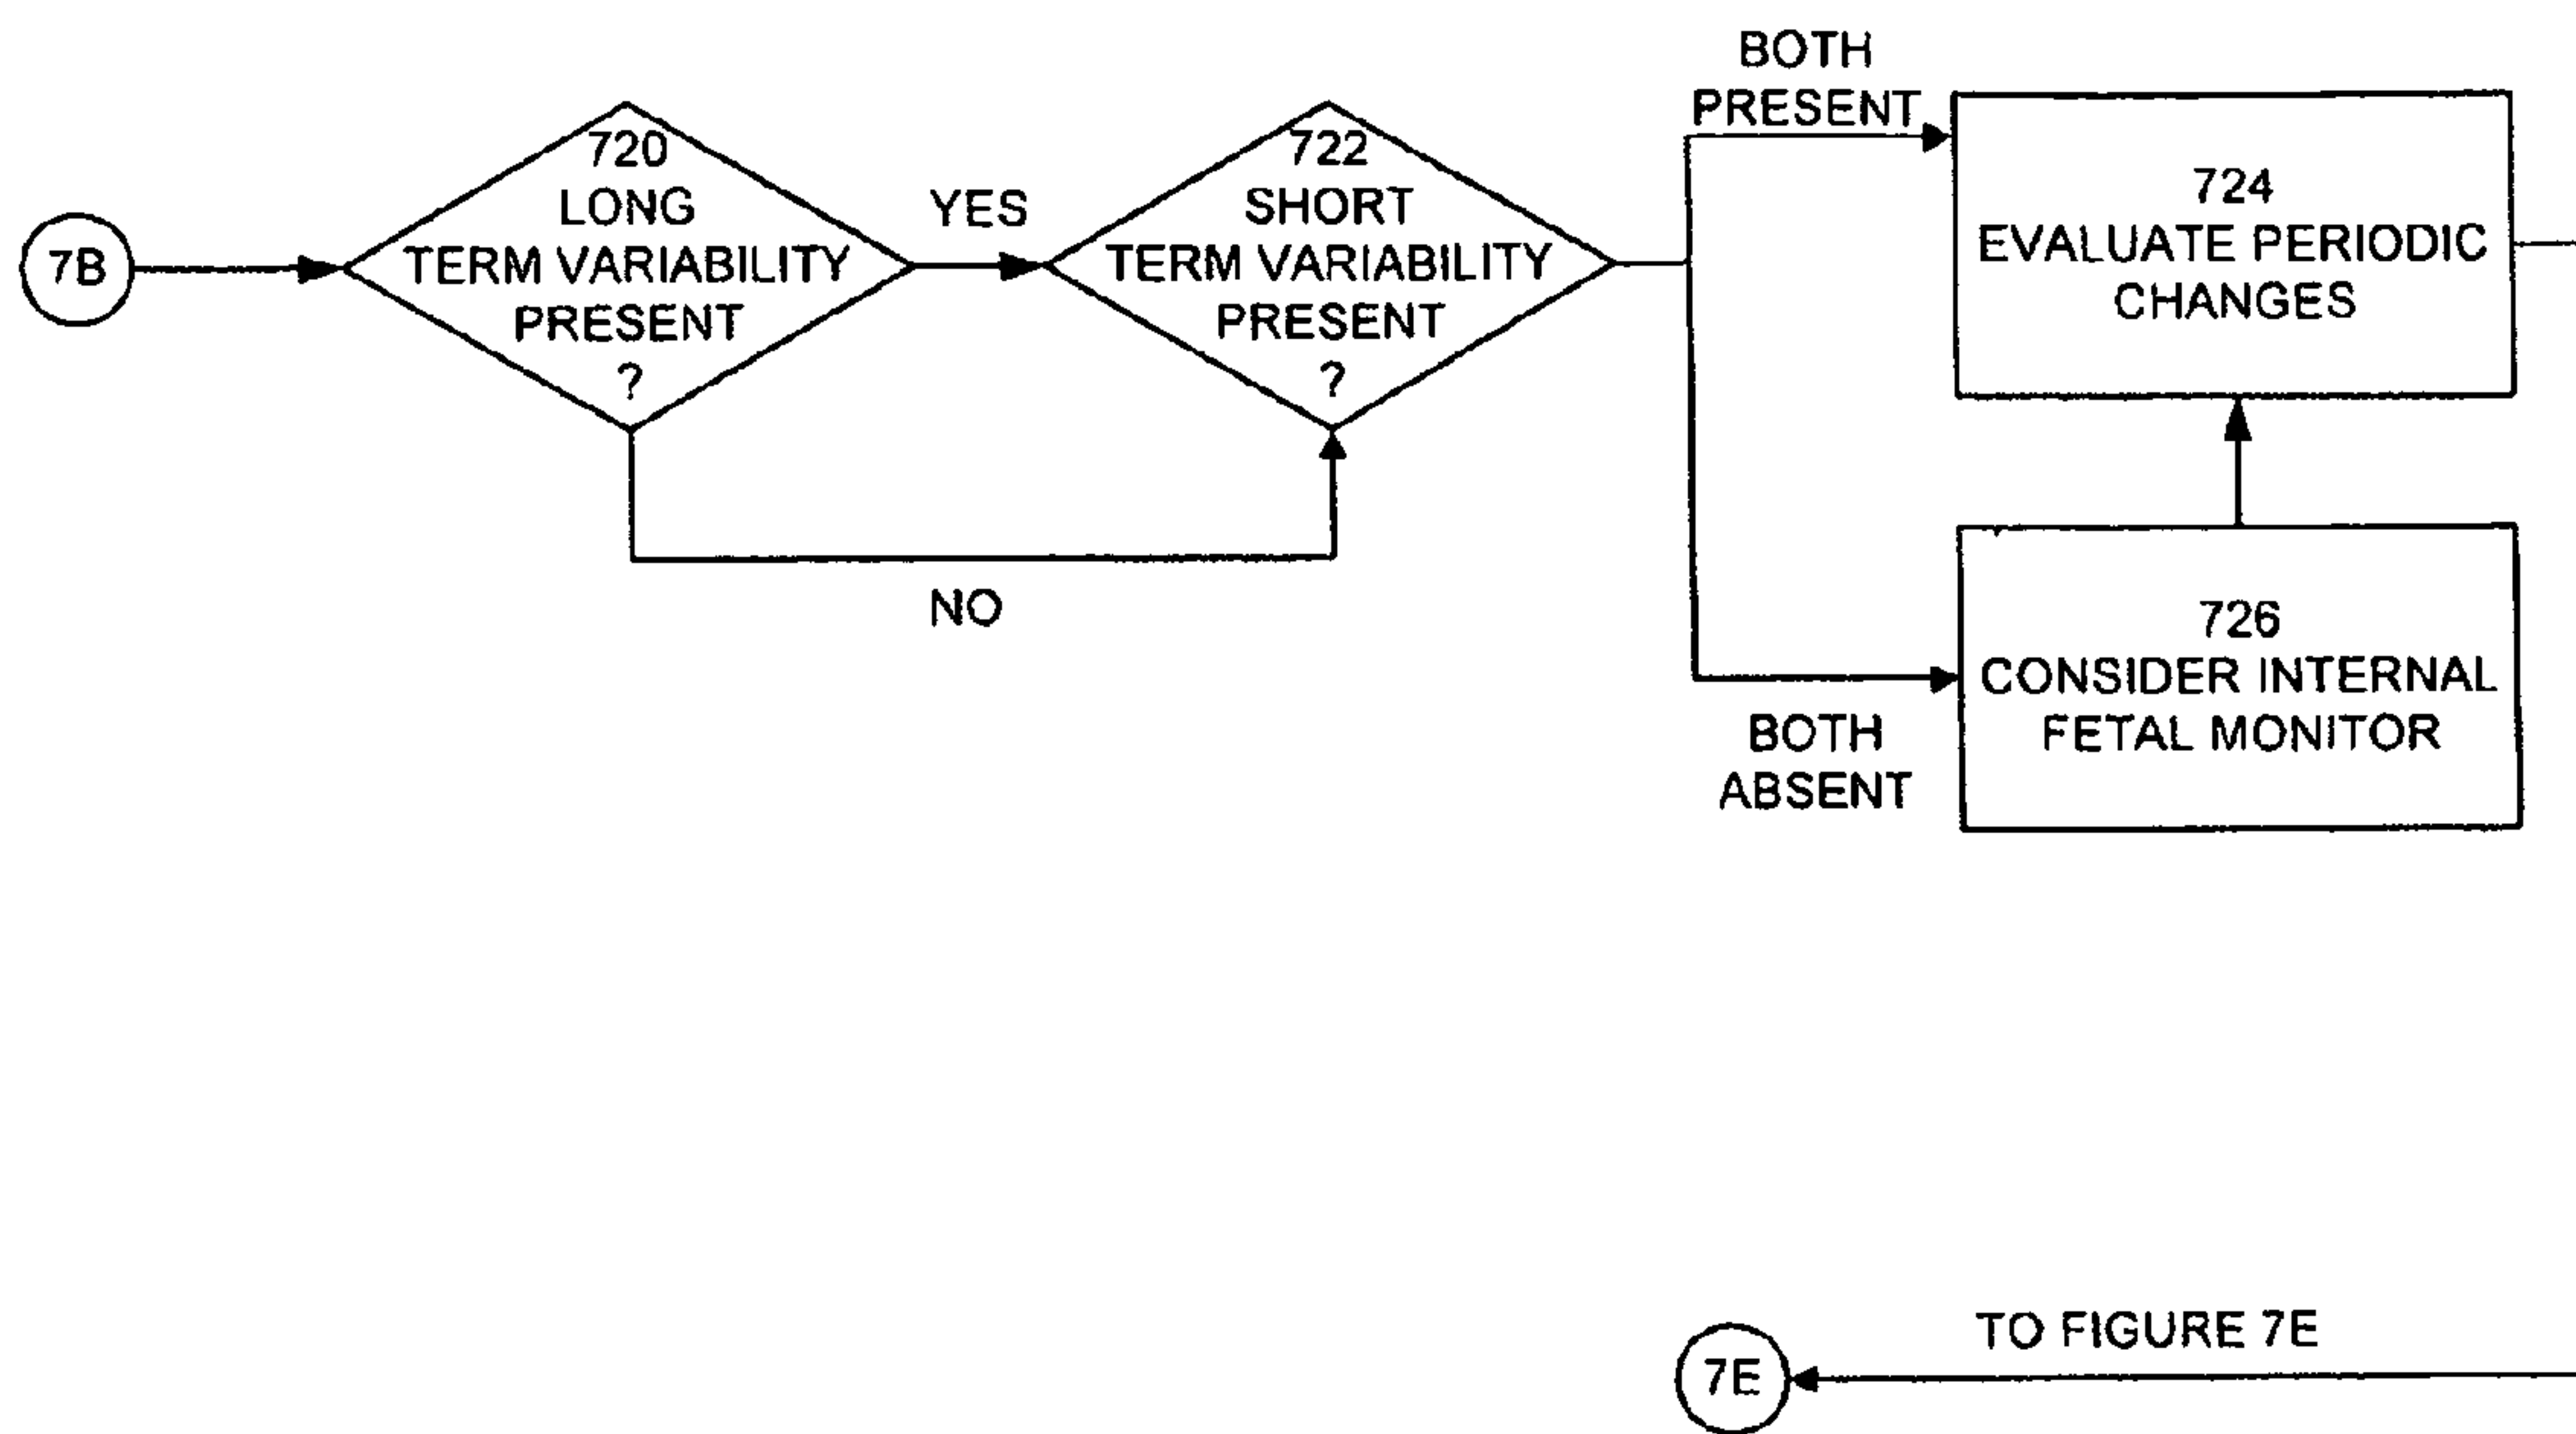 7B
720
LONG
TERM VARIABILITY
PRESENT
?
YES
NO
722
SHORT
TERM VARIABILITY
PRESENT
?
BOTH
PRESENT
724
EVALUATE PERIODIC
CHANGES
BOTH
ABSENT
726
CONSIDER INTERNAL
FETAL MONITOR
7E
TO FIGURE 7E